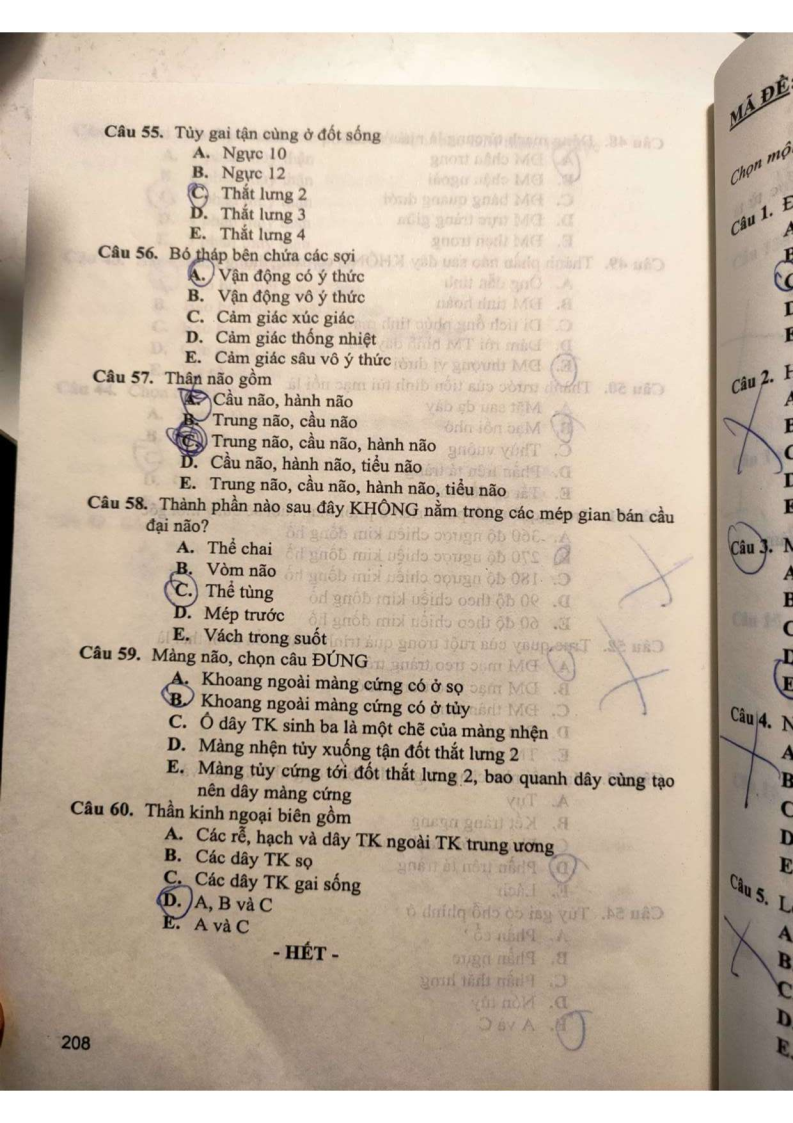 Câu 55. Tủy gai tận cùng ở đốt sống
A. Ngực 10
B. Ngực 12
C. Thắt lưng 2
D. Thắt lưng 3
E. Thắt lưng 4
Câu 56. Bó tháp bên chứa các sợi
A. Vận động có ý thức
B. Vận động vô ý thức
C. Cảm giác xúc giác
D. Cảm giác thống nhiệt
E. Cảm giác sâu vô ý thức
Câu 57. Thân não gồm
A. Cầu não, hành não
B. Trung não, cầu não
C. Trung não, cầu não, hành não
D. Cầu não, hành não, tiểu não
E. Trung não, cầu não, hành não, tiểu não
Câu 58. Thành phần nào sau đây KHÔNG nằm trong các mép gian bán cầu
đại não?
A. Thể chai
B. Vòm não
C. Thể tùng
D. Mép trước
E. Vách trong suốt
Câu 59. Màng não, chọn câu ĐÚNG
A. Khoang ngoài màng cứng có ở sọ
B. Khoang ngoài màng cứng có ở tủy
C. Ổ dây TK sinh ba là một chẽ của màng nhện
D. Màng nhện tủy xuống tận đốt thắt lưng 2
E. Màng tủy cứng tới đốt thắt lưng 2, bao quanh dây cùng tạo
nên dây màng cứng
Câu 60. Thần kinh ngoại biên gồm
A. Các rễ, hạch và dây TK ngoài TK trung ương
B. Các dây TK sọ
C. Các dây TK gai sống
D. A, B và C
E. A và C
- HẾT -
208
MÃ ĐỀ
Chọn
Câu 1.
A
C
Câu 2.
A
C
Câu 3.
A
B
C
D
E
Câu 4.
A
B
C
D
E
Câu 5.
A
B
C
D
E.